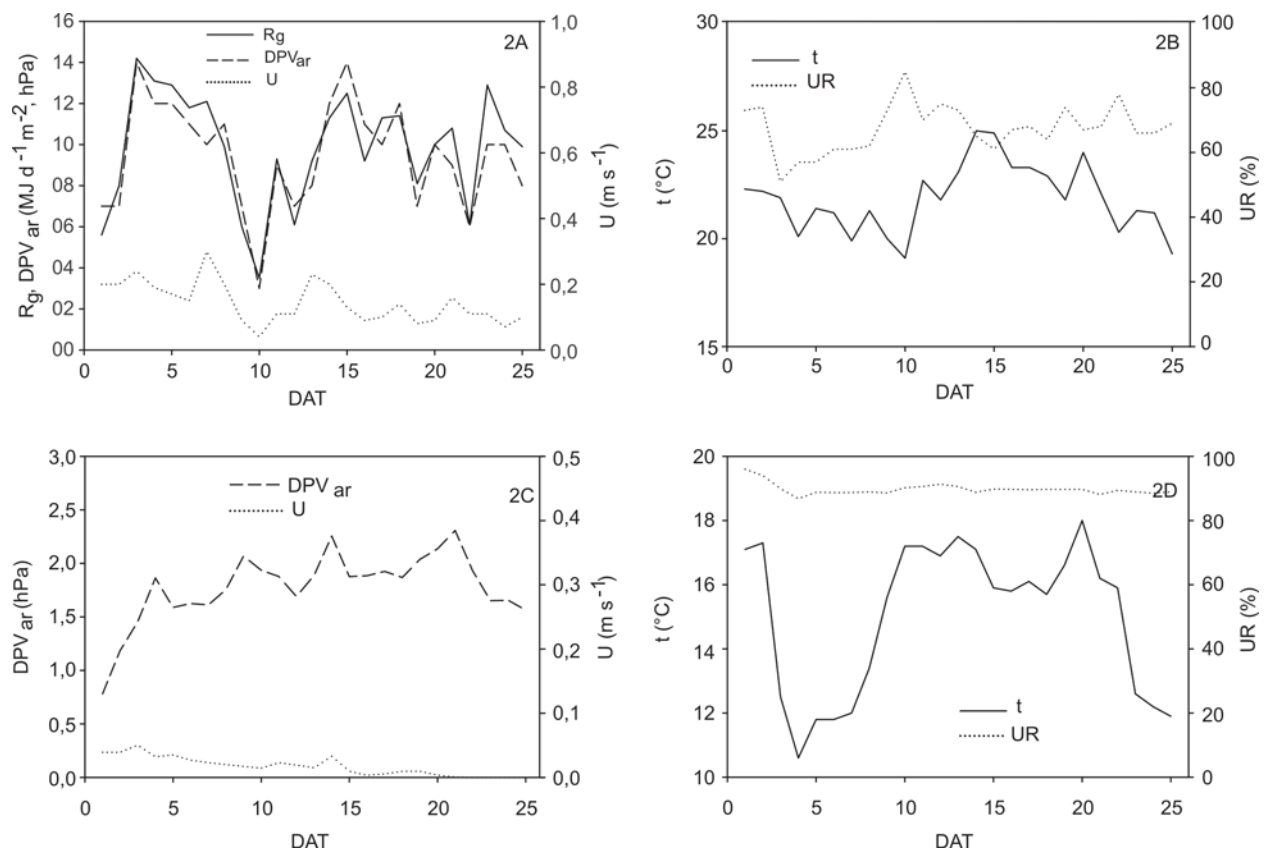 16
14
12
10
08
06
04
02
00
Rg, DPV ar (MJ d -1 m -2, hPa)
Rg
DPVar
U
2A
1,0
0,8
0,6
0,4
0,2
0,0
U (m s -1)
0 5 10 15 20 25
DAT
30
25
20
15
t (°C)
t
UR
2B
100
80
60
40
20
0
UR (%)
0 5 10 15 20 25
DAT
3,0
2,5
2,0
1,5
1,0
0,5
0,0
DPV ar (hPa)
DPV ar
U
2C
0,5
0,4
0,3
0,2
0,1
0,0
U (m s -1)
0 5 10 15 20 25
DAT
20
18
16
14
12
10
t (°C)
2D
t
UR
100
80
60
40
20
0
UR (%)
0 5 10 15 20 25
DAT